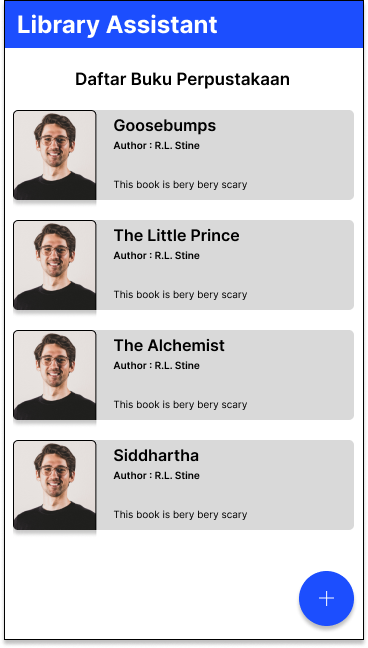 Library Assistant
Daftar Buku Perpustakaan
Goosebumps
Author : R.L. Stine
This book is bery bery scary
The Little Prince
Author : R.L. Stine
This book is bery bery scary
The Alchemist
Author : R.L. Stine
This book is bery bery scary
Siddhartha
Author : R.L. Stine
This book is bery bery scary